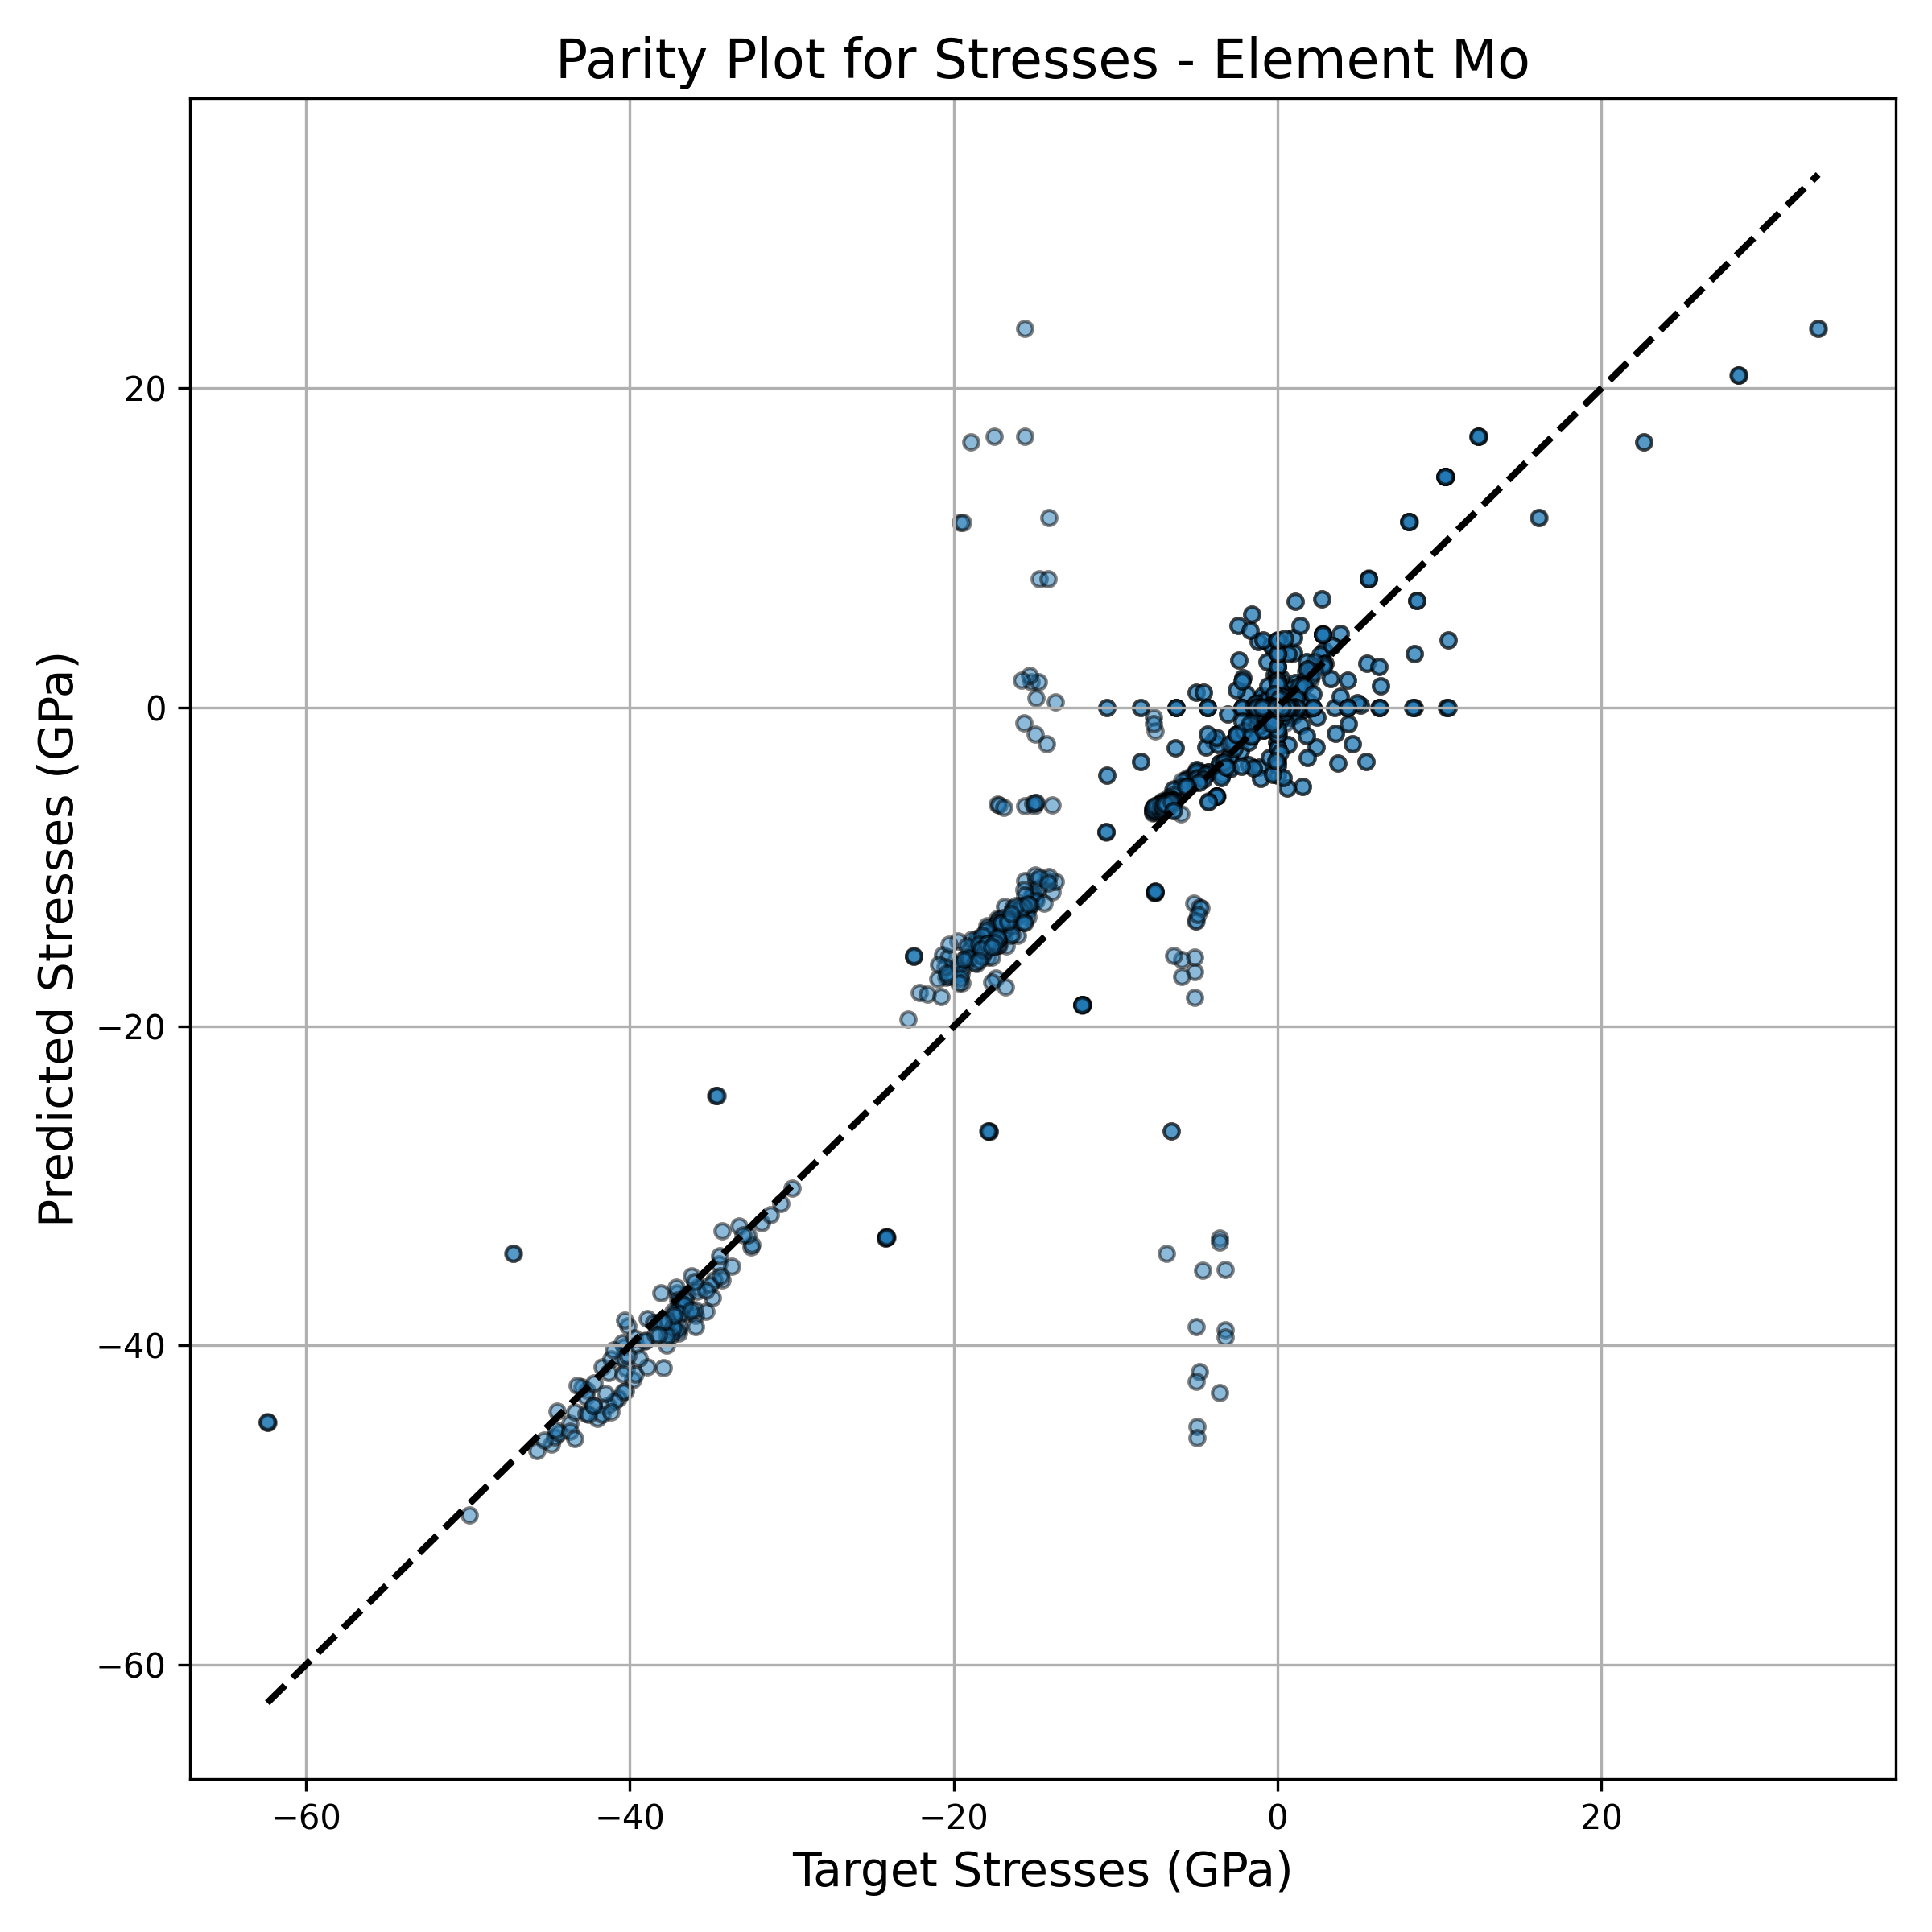 Parity Plot for Stresses - Element Mo
Predicted Stresses (GPa)
20
0
−20
−40
−60
−60 −40 −20 0 20
Target Stresses (GPa)